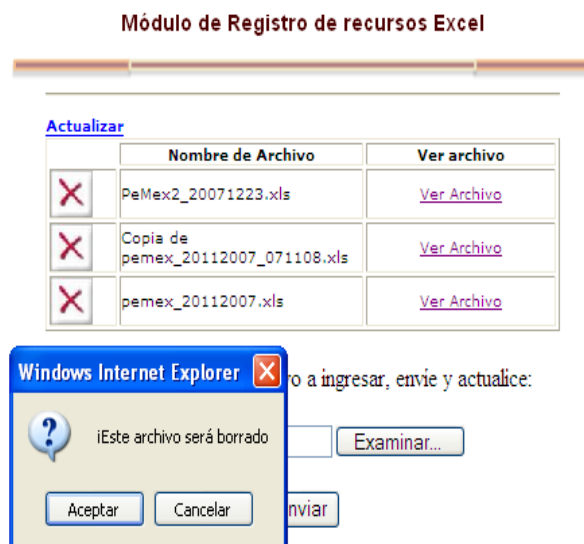 Módulo de Registro de recursos Excel
Actualizar
Nombre de Archivo Ver archivo
PeMex2_20071223.xls Ver Archivo
Copia de
pemex_20112007_071108.xls Ver Archivo
pemex_20112007.xls Ver Archivo
Windows Internet Explorer
a ingresar, envie y actualice:
¡Este archivo será borrado
Examinar...
Aceptar Cancelar